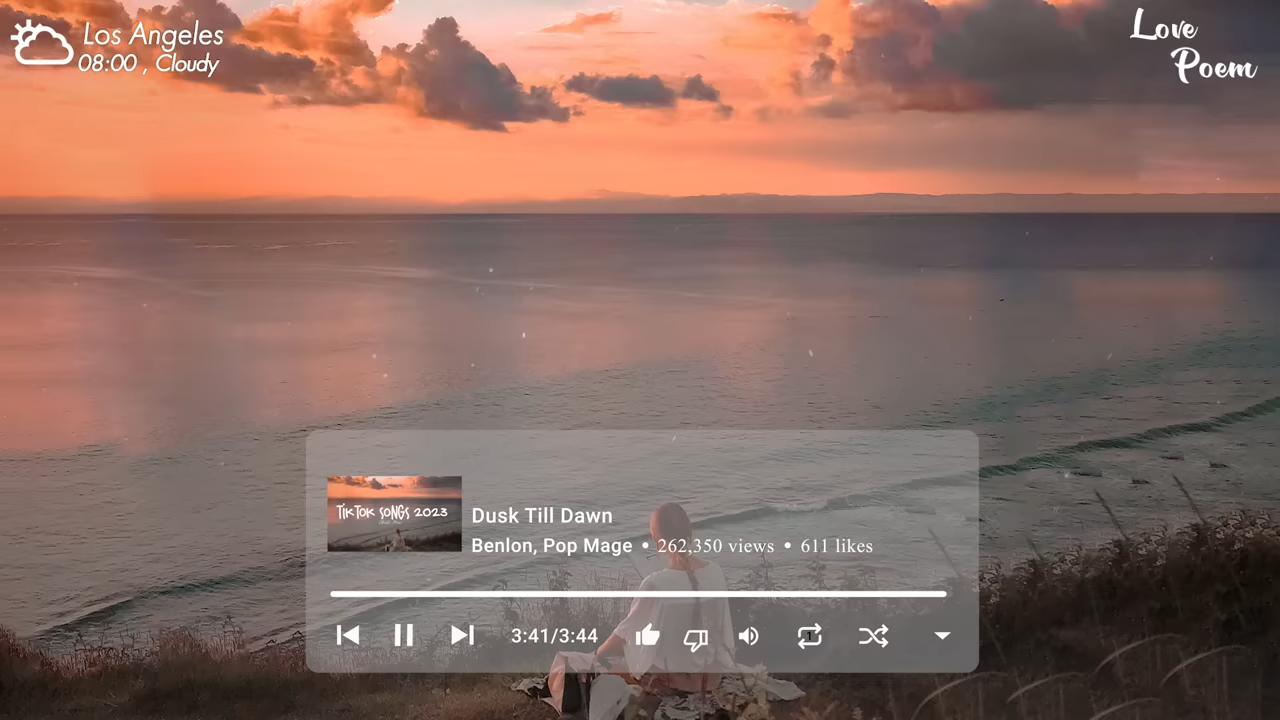 Los Angeles
08:00 , Cloudy
Love
Poem
TikTok SONGS 2023
Dusk Till Dawn
Benlon, Pop Mage • 262,350 views • 611 likes
3:41/3:44
1